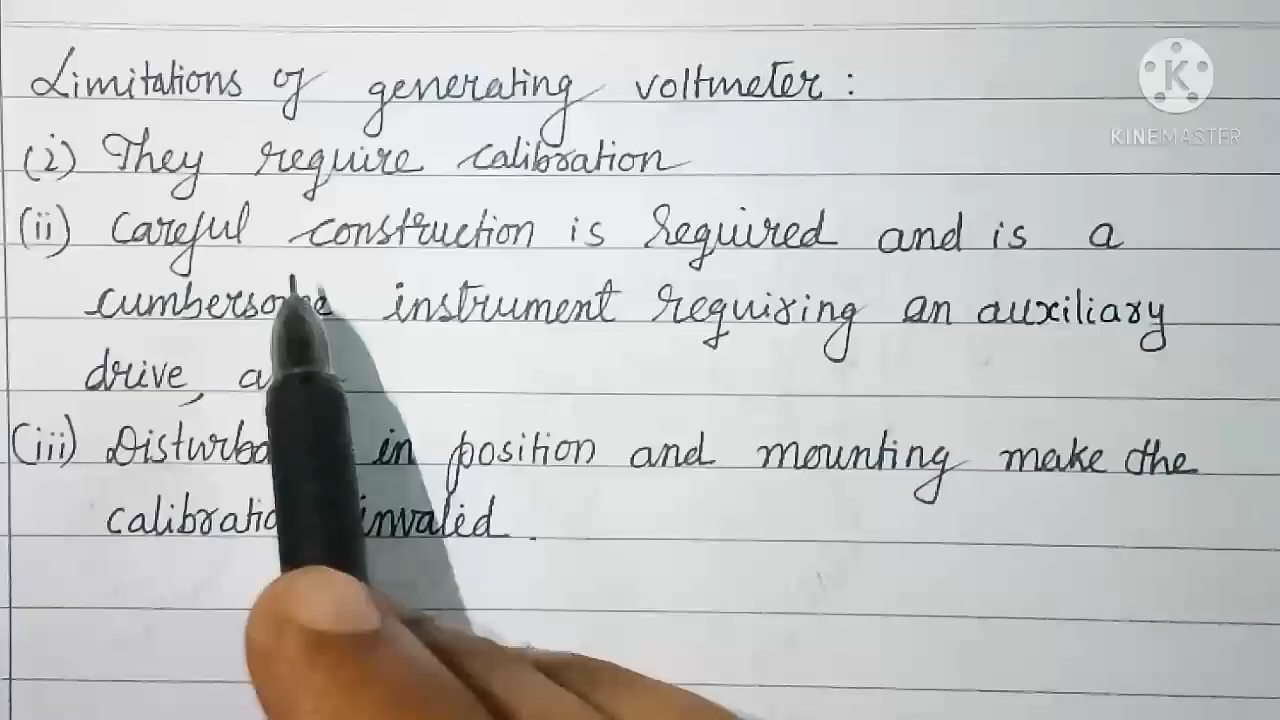 Limitations of generating voltmeter :
(i) They require calibration
(ii) Careful construction is required and is a
cumbersome instrument requiring an auxiliary
drive,
(iii) in position and mounting make the
invalid.
KINEMASTER